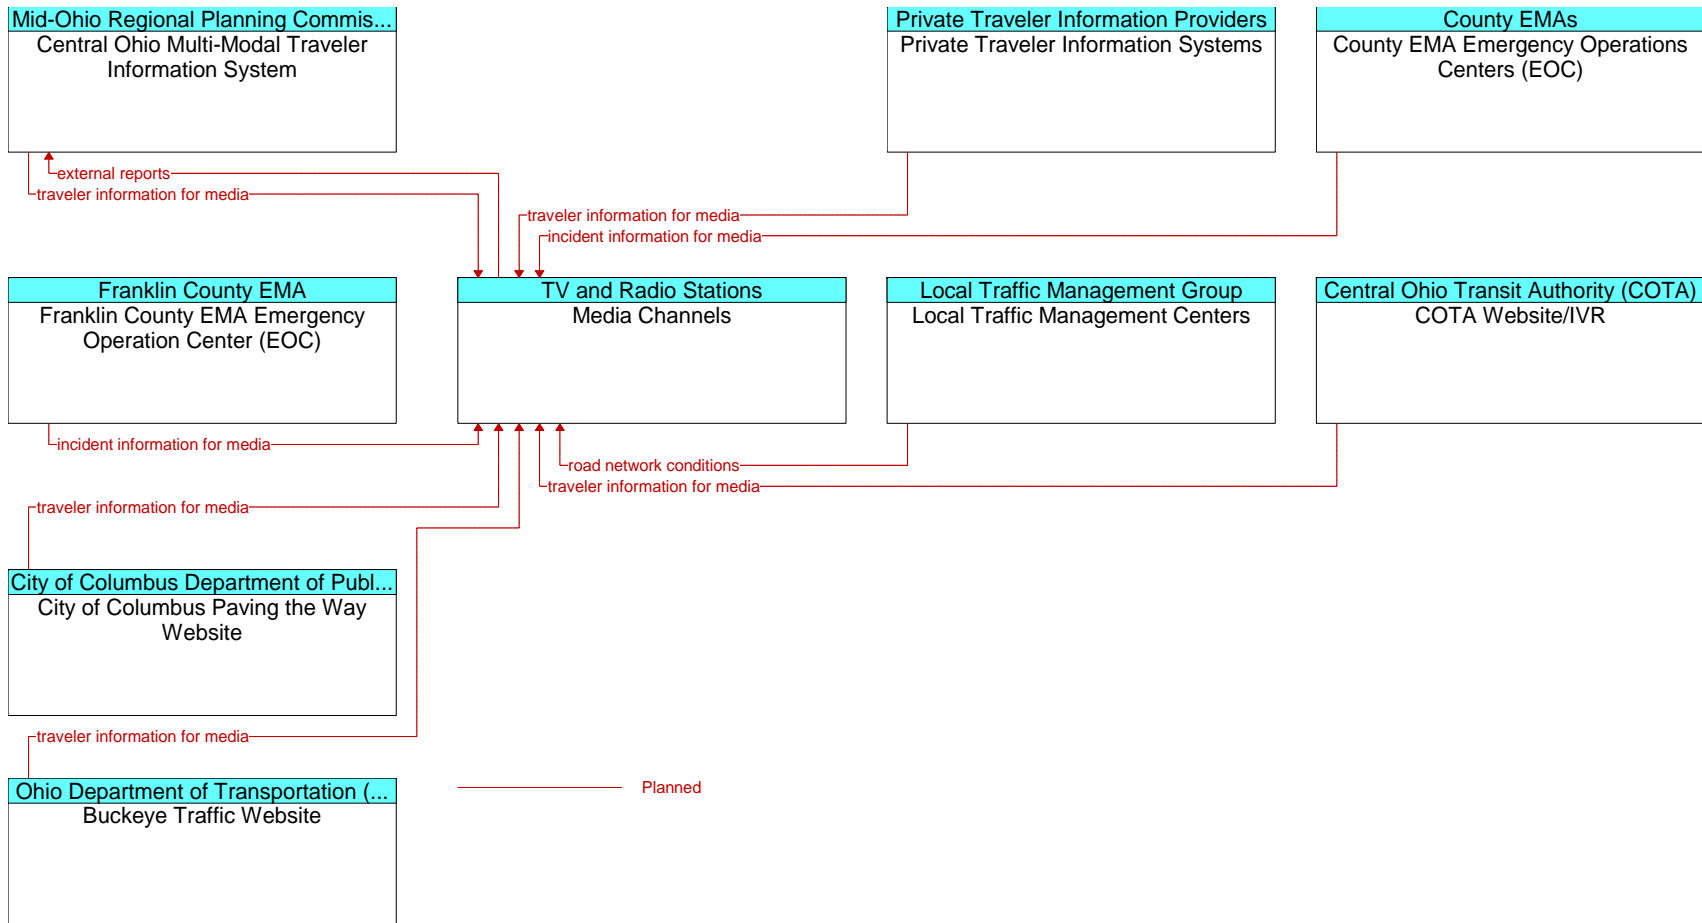 Mid-Ohio Regional Planning Commis...
Central Ohio Multi-Modal Traveler
Information System
Private Traveler Information Providers
Private Traveler Information Systems
County EMAs
County EMA Emergency Operations
Centers (EOC)
external reports
traveler information for media
traveler information for media
incident information for media
Franklin County EMA
Franklin County EMA Emergency
Operation Center (EOC)
TV and Radio Stations
Media Channels
Local Traffic Management Group
Local Traffic Management Centers
Central Ohio Transit Authority (COTA)
COTA Website/IVR
incident information for media
road network conditions
traveler information for media
traveler information for media
City of Columbus Department of Publ...
City of Columbus Paving the Way
Website
traveler information for media
Ohio Department of Transportation (...
Buckeye Traffic Website
Planned